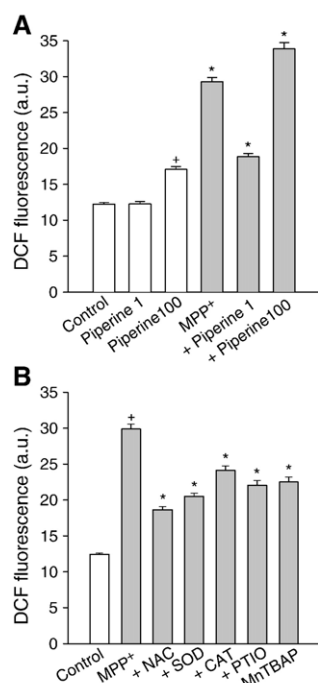 A
DCF fluorescence (a.u.)
35
30
25
20
15
10
5
0
+
*
*
*
Control
Piperine 1
Piperine100
MPP+
+ Piperine 1
+ Piperine100
B
DCF fluorescence (a.u.)
35
30
25
20
15
10
5
0
+
*
*
*
*
*
Control
MPP+
+ NAC
+ SOD
+ CAT
+ PTIO
MnTBAP